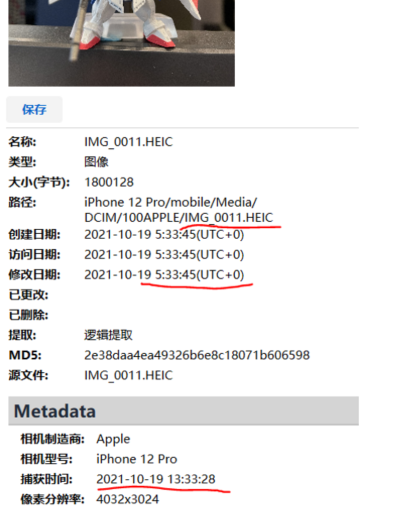 保存
名称: IMG_0011.HEIC
类型: 图像
大小(字节): 1800128
路径: iPhone 12 Pro/mobile/Media/
DCIM/100APPLE/IMG_0011.HEIC
创建日期: 2021-10-19 5:33:45(UTC+0)
访问日期: 2021-10-19 5:33:45(UTC+0)
修改日期: 2021-10-19 5:33:45(UTC+0)
已更改:
已删除:
提取: 逻辑提取
MD5: 2e38daa4ea49326b6e8c18071b606598
源文件: IMG_0011.HEIC
Metadata
相机制造商: Apple
相机型号: iPhone 12 Pro
捕获时间: 2021-10-19 13:33:28
像素分辨率: 4032x3024